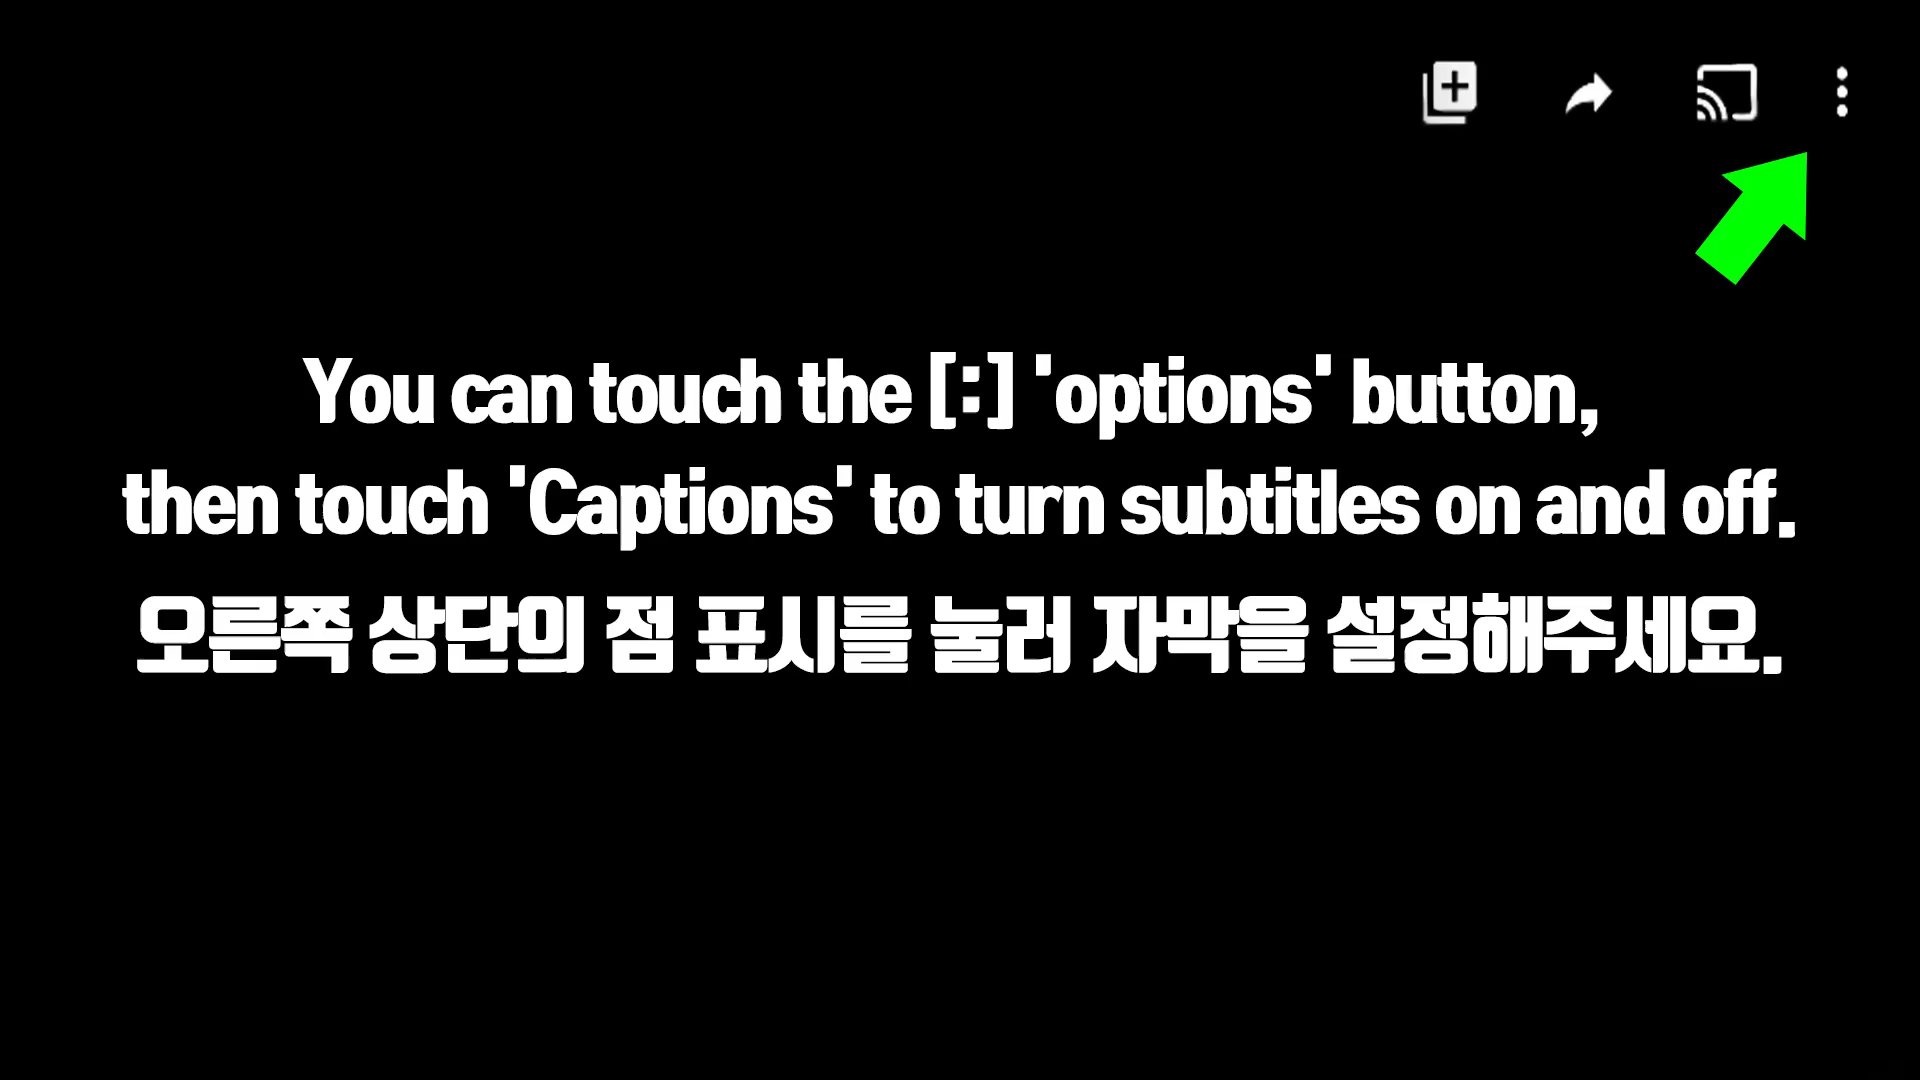 You can touch the [:] 'options' button,
then touch 'Captions' to turn subtitles on and off.
오른쪽 상단의 점 표시를 눌러 자막을 설정해주세요.